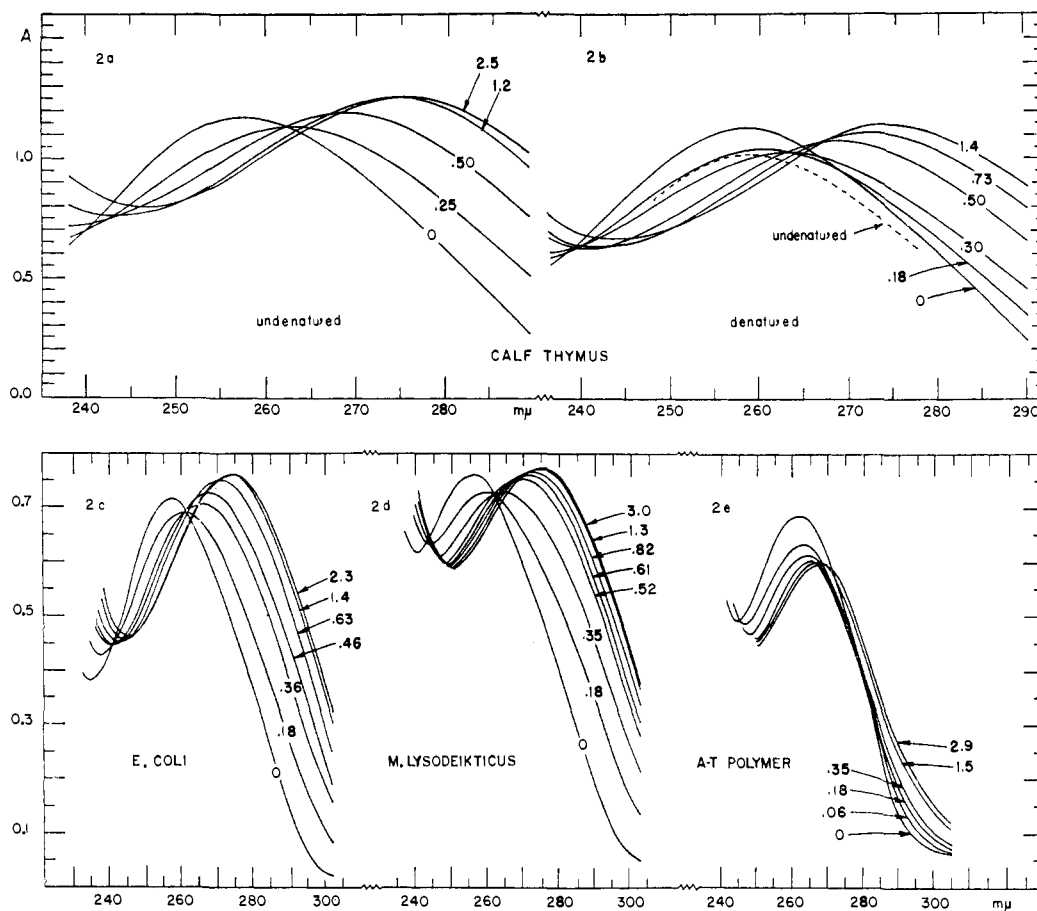 A
2a
2b
2.5
1.2
.50
.25
0
1.4
.73
.50
.30
.18
0
undenatured
undenatured
denatured
CALF THYMUS
1.0
0.5
0.0
240 250 260 270 280 mμ 240 250 260 270 280 290
2c
2d
2e
0.7
0.5
0.3
0.1
2.3
1.4
.63
.46
.36
.18
0
3.0
1.3
.82
.61
.52
.35
.18
0
2.9
1.5
.35
.18
.06
0
E. COLI
M. LYSODEIKTICUS
A-T POLYMER
240 260 280 300 240 260 280 300 260 280 300 mμ